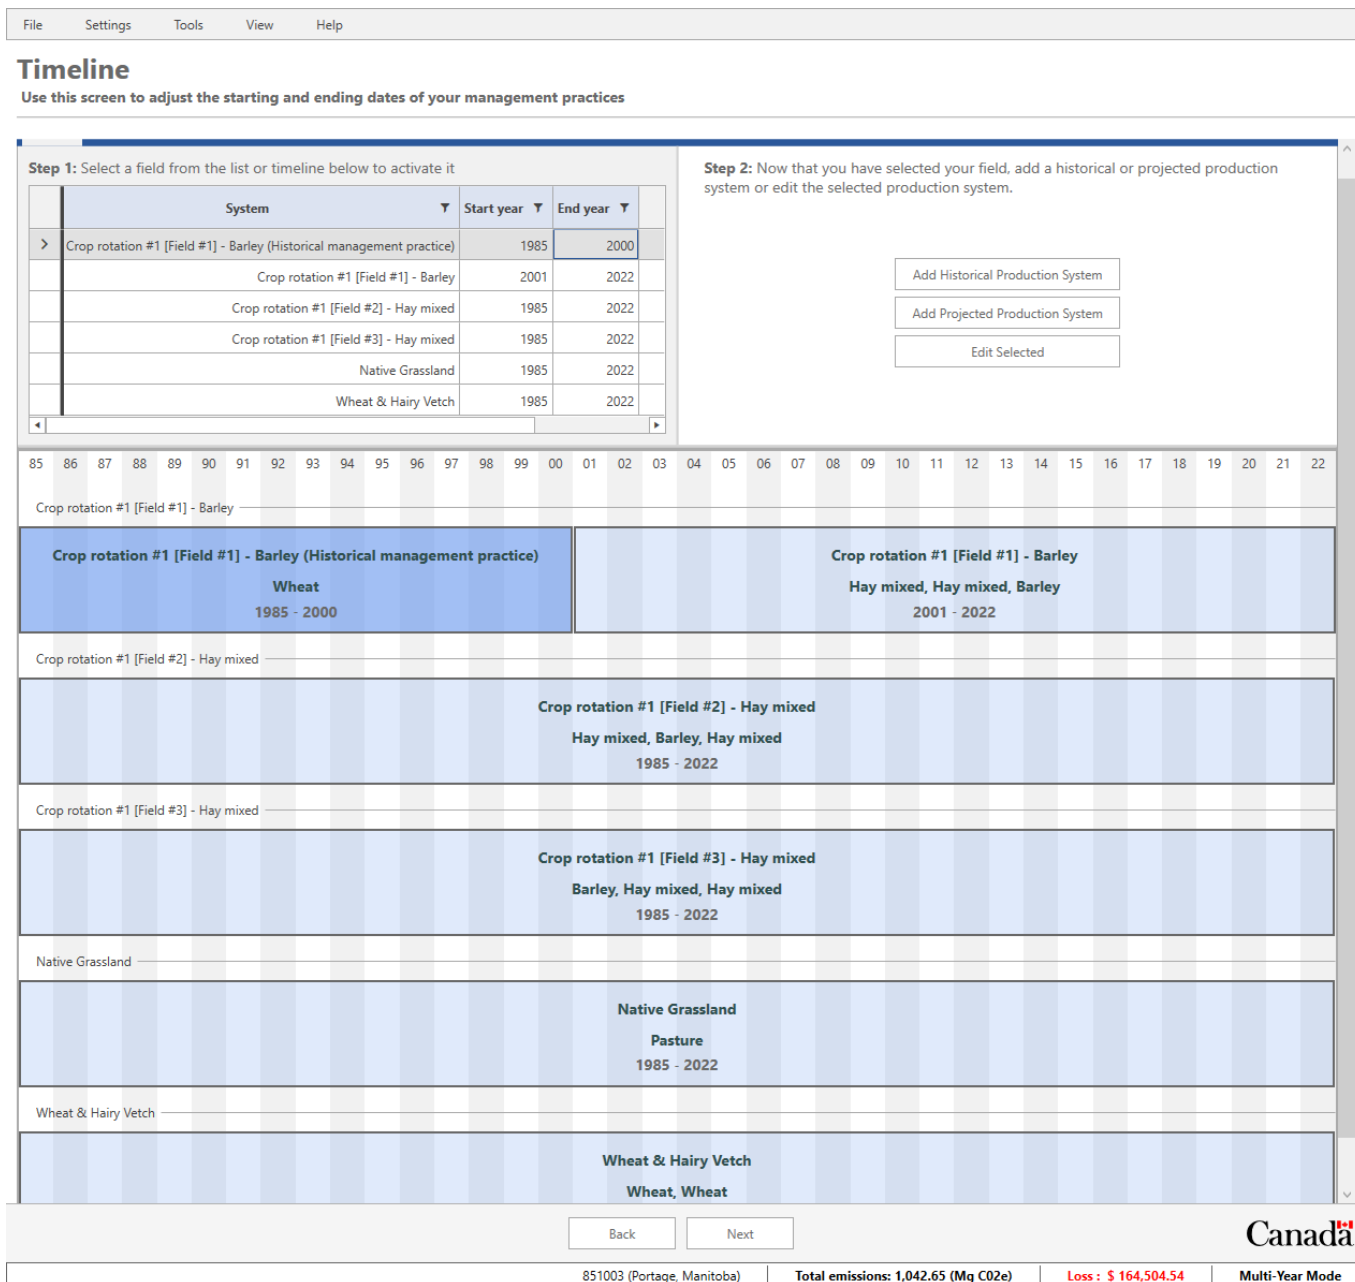 File Settings Tools View Help
Timeline
Use this screen to adjust the starting and ending dates of your management practices
Step 1: Select a field from the list or timeline below to activate it
System Start year End year
Crop rotation #1 [Field #1] - Barley (Historical management practice) 1985 2000
Crop rotation #1 [Field #1] - Barley 2001 2022
Crop rotation #1 [Field #2] - Hay mixed 1985 2022
Crop rotation #1 [Field #3] - Hay mixed 1985 2022
Native Grassland 1985 2022
Wheat & Hairy Vetch 1985 2022
Step 2: Now that you have selected your field, add a historical or projected production
system or edit the selected production system.
Add Historical Production System
Add Projected Production System
Edit Selected
85 86 87 88 89 90 91 92 93 94 95 96 97 98 99 00 01 02 03 04 05 06 07 08 09 10 11 12 13 14 15 16 17 18 19 20 21 22
Crop rotation #1 [Field #1] - Barley
Crop rotation #1 [Field #1] - Barley (Historical management practice)
Wheat
1985 - 2000
Crop rotation #1 [Field #1] - Barley
Hay mixed, Hay mixed, Barley
2001 - 2022
Crop rotation #1 [Field #2] - Hay mixed
Crop rotation #1 [Field #2] - Hay mixed
Hay mixed, Barley, Hay mixed
1985 - 2022
Crop rotation #1 [Field #3] - Hay mixed
Crop rotation #1 [Field #3] - Hay mixed
Barley, Hay mixed, Hay mixed
1985 - 2022
Native Grassland
Native Grassland
Pasture
1985 - 2022
Wheat & Hairy Vetch
Wheat & Hairy Vetch
Wheat, Wheat
Back Next
Canada
851003 (Portage, Manitoba) Total emissions: 1,042.65 (Mg C02e) Loss : $ 164,504.54 Multi-Year Mode